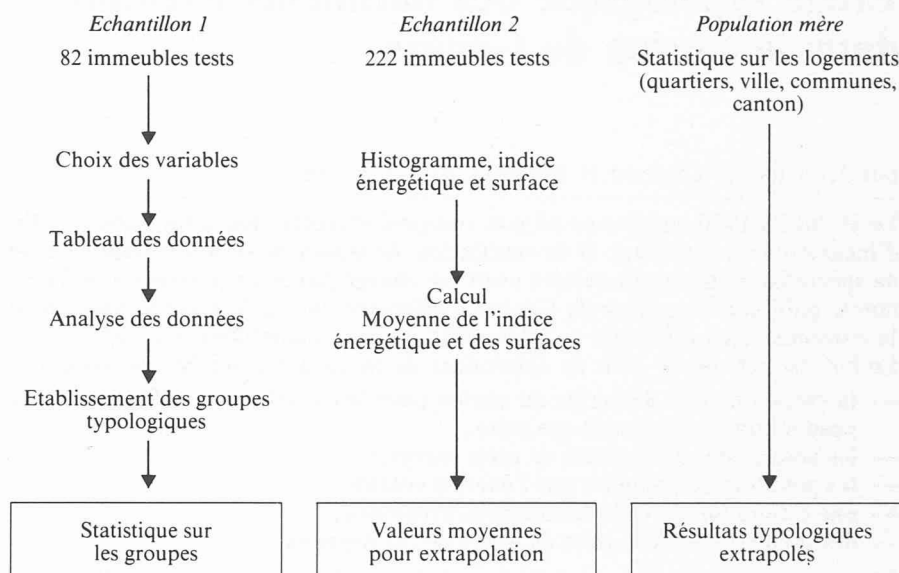 Echantillon 1
82 immeubles tests
Choix des variables
Tableau des données
Analyse des données
Etablissement des groupes
typologiques
Statistique sur
les groupes
Echantillon 2
222 immeubles tests
Histogramme, indice
énergétique et surface
Calcul
Moyenne de l'indice
énergétique et des surfaces
Valeurs moyennes
pour extrapolation
Population mère
Statistique sur les logements
(quartiers, ville, communes,
canton)
Résultats typologiques
extrapolés